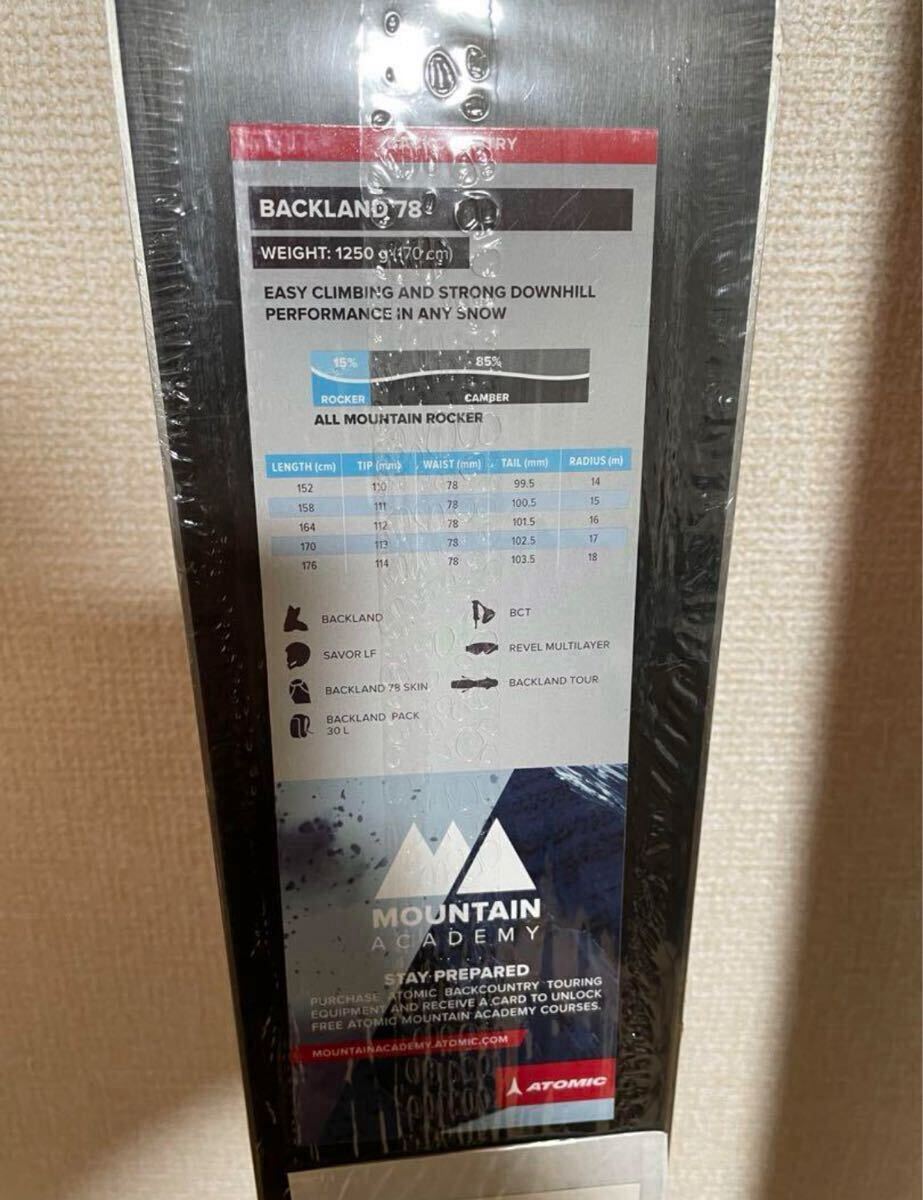 BACKLAND 78
WEIGHT: 1250 g (170 cm)
EASY CLIMBING AND STRONG DOWNHILL
PERFORMANCE IN ANY SNOW
15% 85%
ROCKER CAMBER
ALL MOUNTAIN ROCKER
LENGTH (cm) TIP (mm) WAIST (mm) TAIL (mm) RADIUS (m)
152 110 78 99.5 14
158 111 78 100.5 15
164 112 78 101.5 16
170 113 78 102.5 17
176 114 78 103.5 18
BACKLAND BCT
SAVOR LF REVEL MULTILAYER
BACKLAND 78 SKIN BACKLAND TOUR
BACKLAND PACK
30 L
MOUNTAIN
ACADEMY
STAY PREPARED
PURCHASE ATOMIC BACKCOUNTRY TOURING
EQUIPMENT AND RECEIVE A CARD TO UNLOCK
FREE ATOMIC MOUNTAIN ACADEMY COURSES.
MOUNTAINACADEMY.ATOMIC.COM
ATOMIC